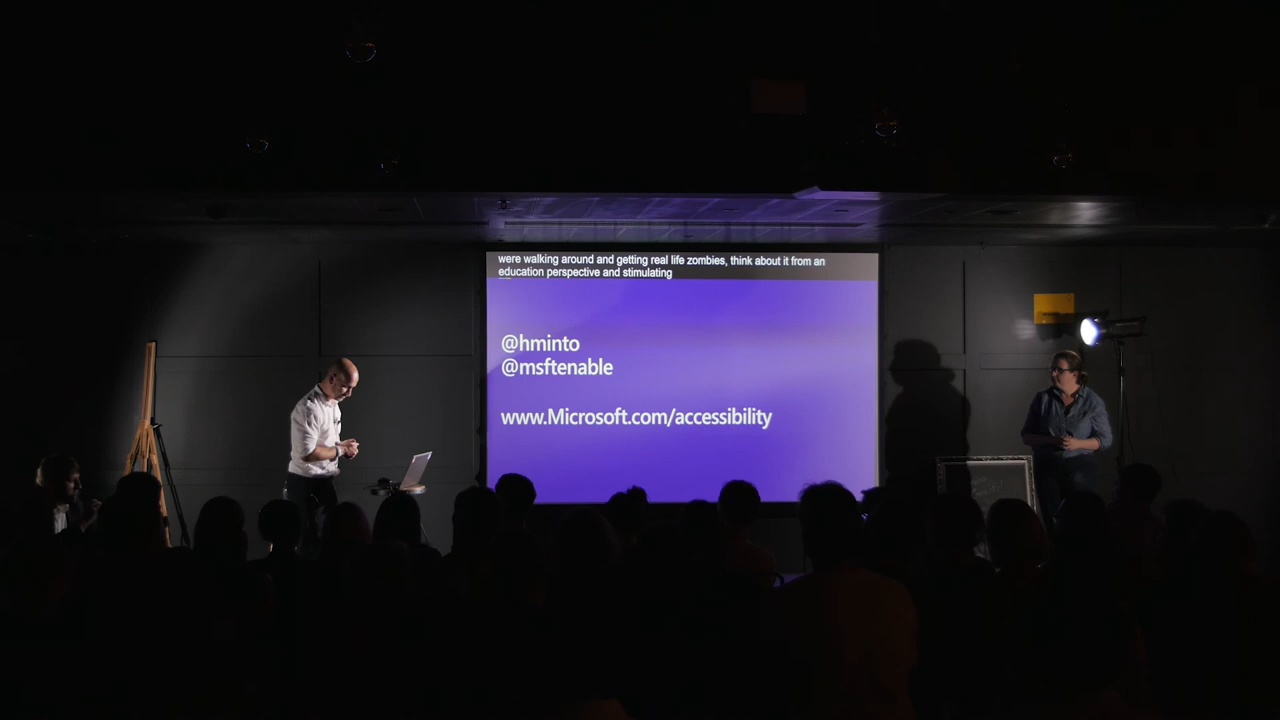 were walking around and getting real life zombies, think about it from an
education perspective and stimulating
@hminto
@msftenable
www.Microsoft.com/accessibility